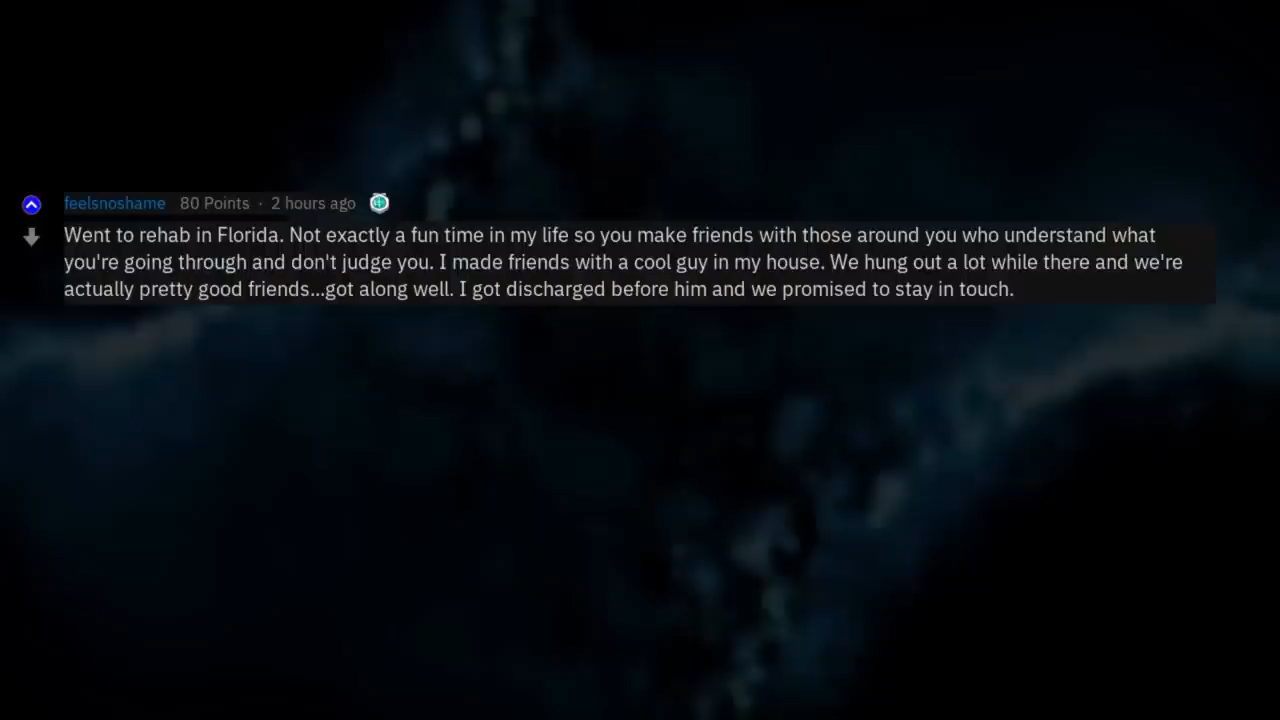 feelsnoshame 80 Points · 2 hours ago
Went to rehab in Florida. Not exactly a fun time in my life so you make friends with those around you who understand what
you're going through and don't judge you. I made friends with a cool guy in my house. We hung out a lot while there and we're
actually pretty good friends...got along well. I got discharged before him and we promised to stay in touch.